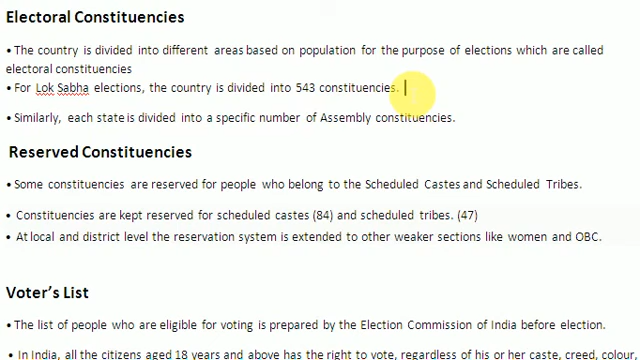 Electoral Constituencies
• The country is divided into different areas based on population for the purpose of elections which are called
electoral constituencies
• For Lok Sabha elections, the country is divided into 543 constituencies.
• Similarly, each state is divided into a specific number of Assembly constituencies.
Reserved Constituencies
• Some constituencies are reserved for people who belong to the Scheduled Castes and Scheduled Tribes.
• Constituencies are kept reserved for scheduled castes (84) and scheduled tribes. (47)
• At local and district level the reservation system is extended to other weaker sections like women and OBC.
Voter's List
• The list of people who are eligible for voting is prepared by the Election Commission of India before election.
• In India, all the citizens aged 18 years and above has the right to vote, regardless of his or her caste, creed, colour,